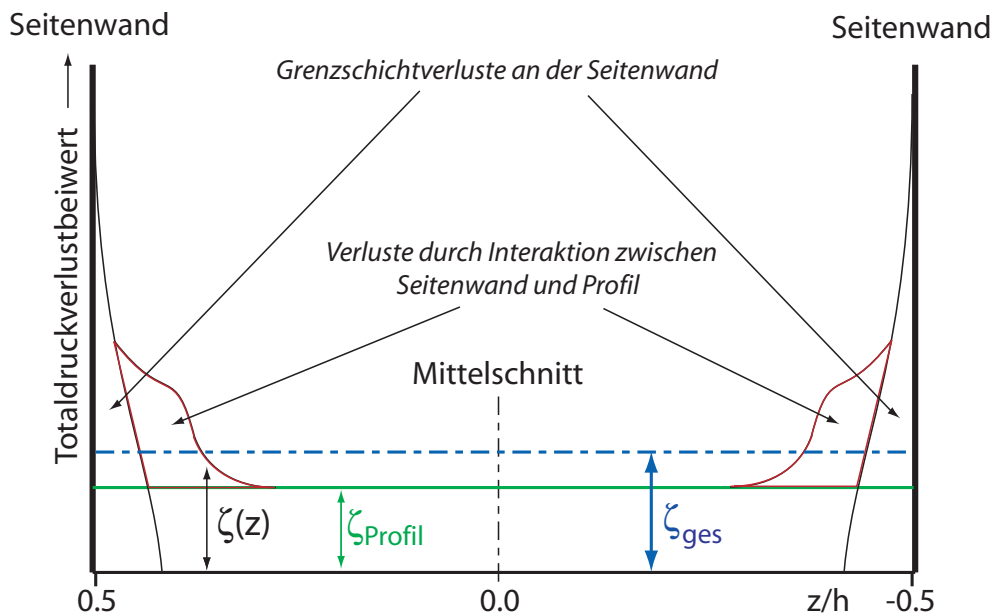 Seitenwand
Seitenwand
Grenzschichtverluste an der Seitenwand
Totaldruckverlustbeiwert
Verluste durch Interaktion zwischen
Seitenwand und Profil
Mittelschnitt
ζ(z)
ζProfil
ζges
0.5
0.0
z/h
-0.5